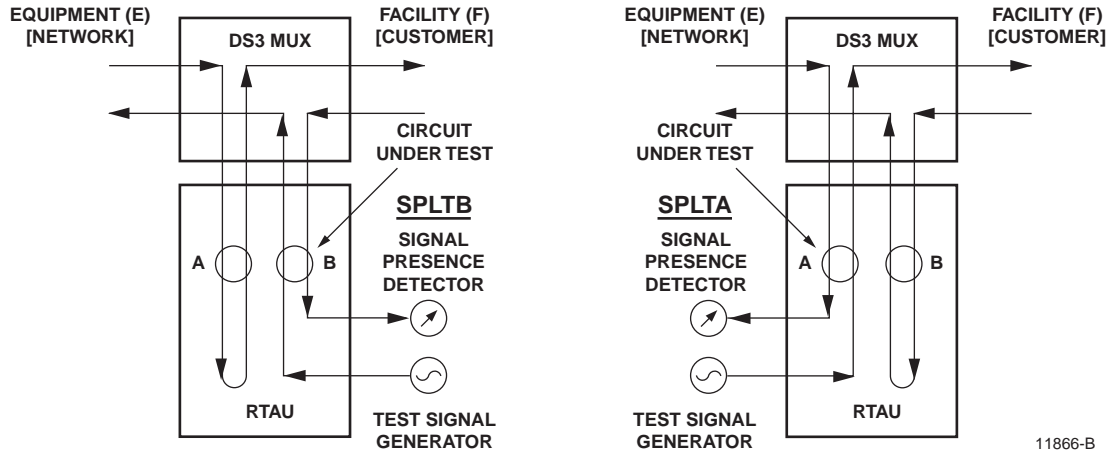 EQUIPMENT (E)
[NETWORK]
FACILITY (F)
[CUSTOMER]
DS3 MUX
CIRCUIT
UNDER TEST
SPLTB
SIGNAL
PRESENCE
DETECTOR
A
B
RTAU
TEST SIGNAL
GENERATOR
EQUIPMENT (E)
[NETWORK]
FACILITY (F)
[CUSTOMER]
DS3 MUX
CIRCUIT
UNDER TEST
SPLTA
SIGNAL
PRESENCE
DETECTOR
A
B
RTAU
TEST SIGNAL
GENERATOR
11866-B